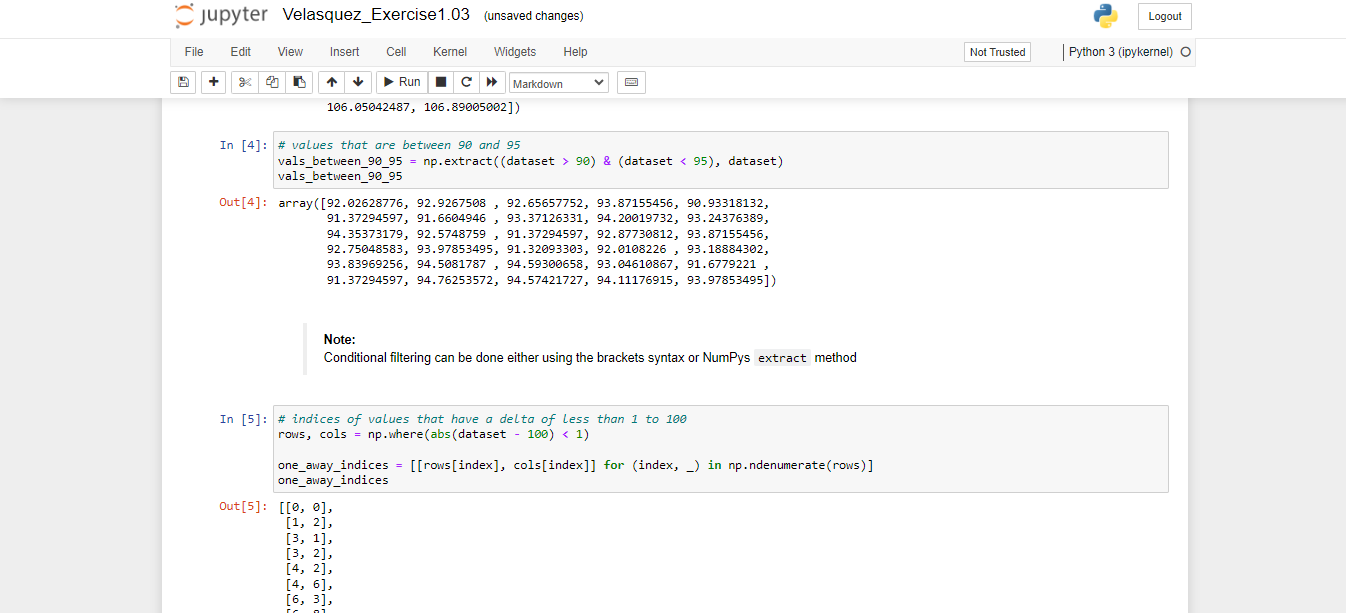 jupyter Velasquez_Exercise1.03 (unsaved changes) Logout
File Edit View Insert Cell Kernel Widgets Help Not Trusted Python 3 (ipykernel)
Run Markdown
106.05042487, 106.89005002])
In [4]: # values that are between 90 and 95
vals_between_90_95 = np.extract((dataset > 90) & (dataset < 95), dataset)
vals_between_90_95
Out[4]: array([92.02628776, 92.9267508 , 92.65657752, 93.87155456, 90.93318132,
91.37294597, 91.6604946 , 93.37126331, 94.20019732, 93.24376389,
94.35373179, 92.5748759 , 91.37294597, 92.87730812, 93.87155456,
92.75048583, 93.97853495, 91.32093303, 92.0108226 , 93.18884302,
93.83969256, 94.5081787 , 94.59300658, 93.04610867, 91.6779221 ,
91.37294597, 94.76253572, 94.57421727, 94.11176915, 93.97853495])
Note:
Conditional filtering can be done either using the brackets syntax or NumPys extract method
In [5]: # indices of values that have a delta of less than 1 to 100
rows, cols = np.where(abs(dataset - 100) < 1)
one_away_indices = [[rows[index], cols[index]] for (index, _) in np.ndenumerate(rows)]
one_away_indices
Out[5]: [[0, 0],
[1, 2],
[3, 1],
[3, 2],
[4, 2],
[4, 6],
[6, 3],